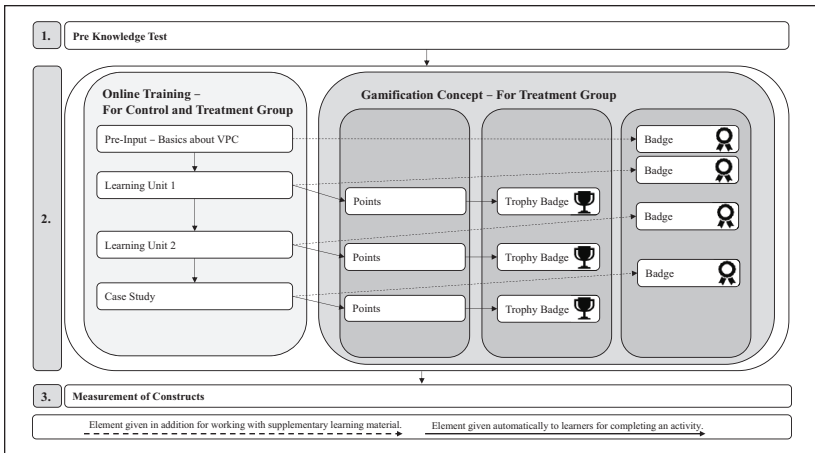 1.
Pre Knowledge Test
2.
Online Training –
For Control and Treatment Group
Pre-Input – Basics about VPC
Learning Unit 1
Learning Unit 2
Case Study
Gamification Concept – For Treatment Group
Points
Trophy Badge
Points
Trophy Badge
Points
Trophy Badge
Badge
Badge
Badge
Badge
3.
Measurement of Constructs
Element given in addition for working with supplementary learning material.
Element given automatically to learners for completing an activity.